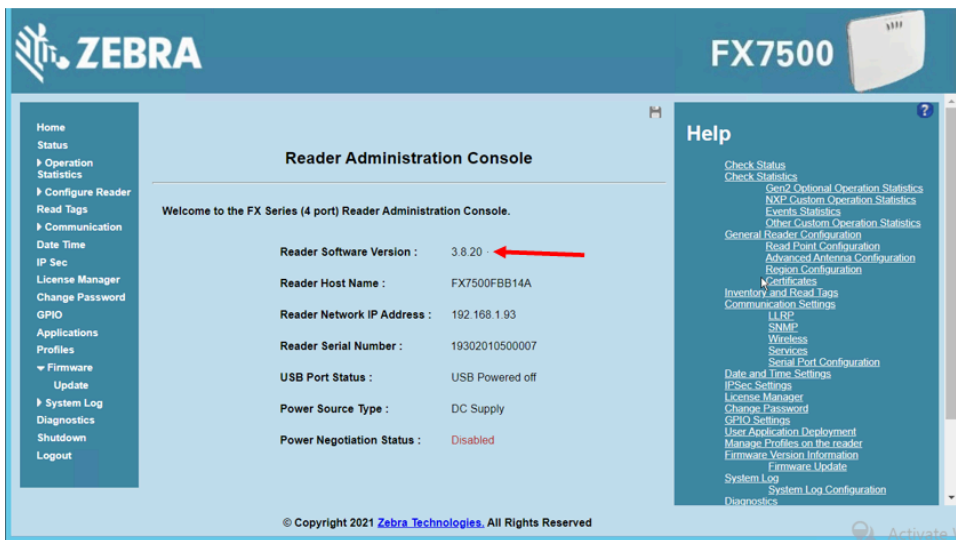 ZEBRA
FX7500
Home
Status
Operation
Statistics
Configure Reader
Read Tags
Communication
Date Time
IP Sec
License Manager
Change Password
GPIO
Applications
Profiles
Firmware
Update
System Log
Diagnostics
Shutdown
Logout
Reader Administration Console
Welcome to the FX Series (4 port) Reader Administration Console.
Reader Software Version : 3.8.20
Reader Host Name : FX7500FBB14A
Reader Network IP Address : 192.168.1.93
Reader Serial Number : 19302010500007
USB Port Status : USB Powered off
Power Source Type : DC Supply
Power Negotiation Status : Disabled
?
Help
Check Status
Check Statistics
Gen2 Optional Operation Statistics
NXP Custom Operation Statistics
Events Statistics
Other Custom Operation Statistics
General Reader Configuration
Read Point Configuration
Advanced Antenna Configuration
Region Configuration
Certificates
Inventory and Read Tags
Communication Settings
LLRP
SNMP
Wireless
Services
Serial Port Configuration
Date and Time Settings
IPSec Settings
License Manager
Change Password
GPIO Settings
User Application Deployment
Manage Profiles on the reader
Firmware Version Information
Firmware Update
System Log
System Log Configuration
Diagnostics
© Copyright 2021 Zebra Technologies. All Rights Reserved
Activate